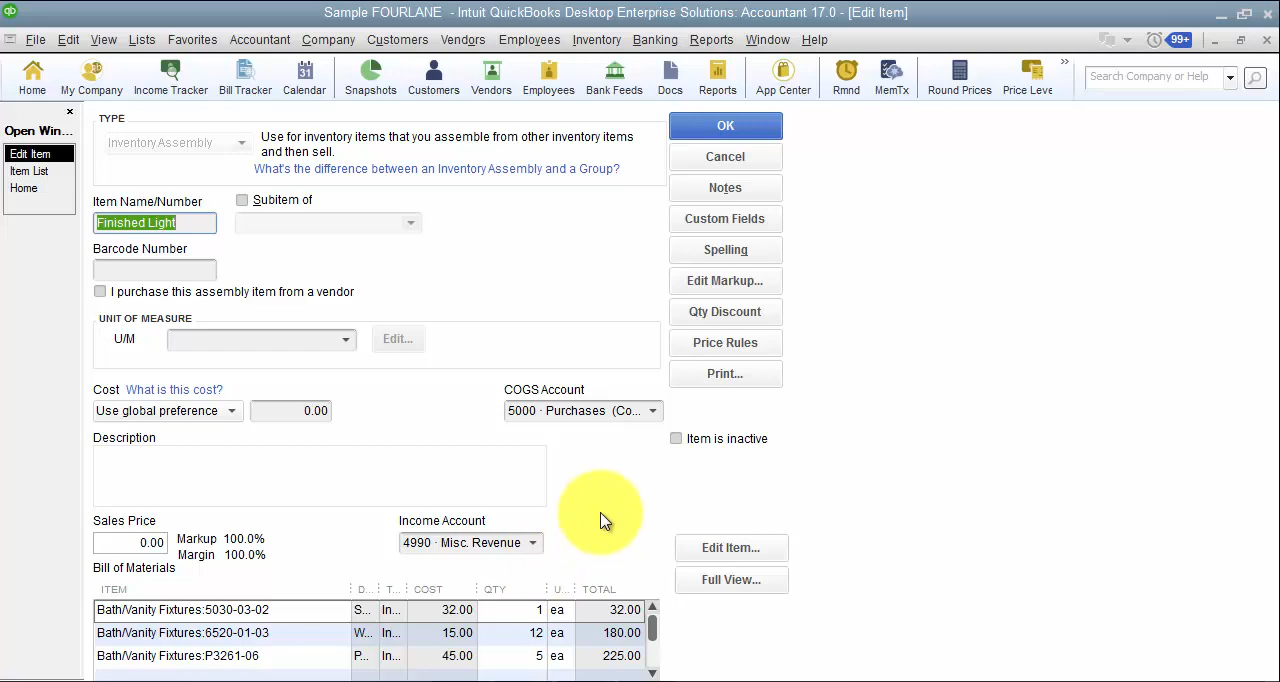 Sample FOURLANE - Intuit QuickBooks Desktop Enterprise Solutions: Accountant 17.0 - [Edit Item]
File Edit View Lists Favorites Accountant Company Customers Vendors Employees Inventory Banking Reports Window Help 99+
Home My Company Income Tracker Bill Tracker Calendar Snapshots Customers Vendors Employees Bank Feeds Docs Reports App Center Rmnd MemTx Round Prices Price Leve Search Company or Help
Open Win...
Edit Item
Item List
Home
TYPE
Inventory Assembly
Use for inventory items that you assemble from other inventory items
and then sell.
What's the difference between an Inventory Assembly and a Group?
Item Name/Number
Subitem of
Finished Light
Barcode Number
I purchase this assembly item from a vendor
UNIT OF MEASURE
U/M
Edit...
Cost What is this cost?
COGS Account
Use global preference 0.00
5000 · Purchases (Co...
Description
Sales Price
Income Account
0.00
Markup 100.0%
Margin 100.0%
4990 · Misc. Revenue
Bill of Materials
ITEM D... T... COST QTY U... TOTAL
Bath/Vanity Fixtures:5030-03-02 S... In... 32.00 1 ea 32.00
Bath/Vanity Fixtures:6520-01-03 W... In... 15.00 12 ea 180.00
Bath/Vanity Fixtures:P3261-06 P... In... 45.00 5 ea 225.00
OK
Cancel
Notes
Custom Fields
Spelling
Edit Markup...
Qty Discount
Price Rules
Print...
Item is inactive
Edit Item...
Full View...